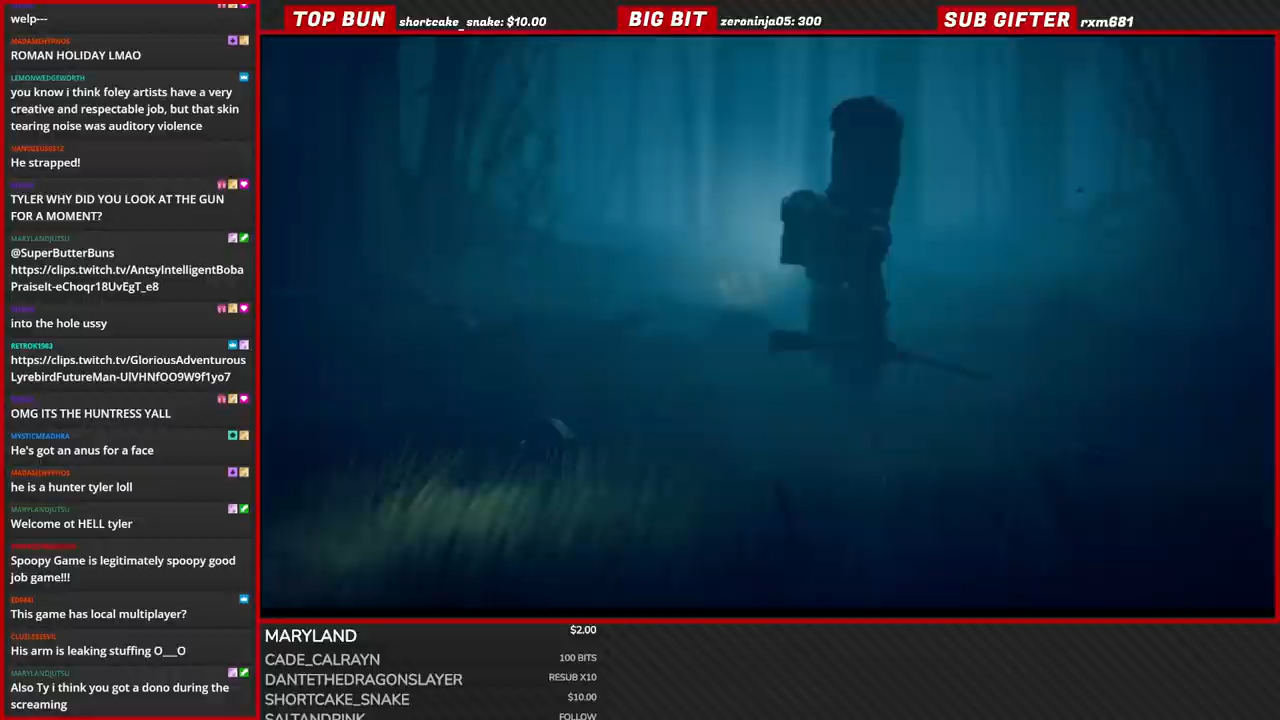 TOP BUN shortcake_snake: $10.00
BIG BIT zeroninja05: 300
SUB GIFTER rxm681
welp---
MADAMEHYPNOS
ROMAN HOLIDAY LMAO
LEMONWEDGEWORTH
you know i think foley artists have a very
creative and respectable job, but that skin
tearing noise was auditory violence
He strapped!
TYLER WHY DID YOU LOOK AT THE GUN
FOR A MOMENT?
MARYLANDJUTSU
@SuperButterBuns
https://clips.twitch.tv/AntsyIntelligentBoba
PraiseIt-eChoqr18UvEgT_e8
into the hole ussy
RETROK1983
https://clips.twitch.tv/GloriousAdventurous
LyrebirdFutureMan-UlVHNfOO9W9f1yo7
OMG ITS THE HUNTRESS YALL
MYSTICMEADHRA
He's got an anus for a face
MADAMEHYPNOS
he is a hunter tyler loll
MARYLANDJUTSU
Welcome ot HELL tyler
Spoopy Game is legitimately spoopy good
job game!!!
This game has local multiplayer?
His arm is leaking stuffing O___O
MARYLANDJUTSU
Also Ty i think you got a dono during the
screaming
MARYLAND $2.00
CADE_CALRAYN 100 BITS
DANTETHEDRAGONSLAYER RESUB X10
SHORTCAKE_SNAKE $10.00
SALTANDPINK FOLLOW